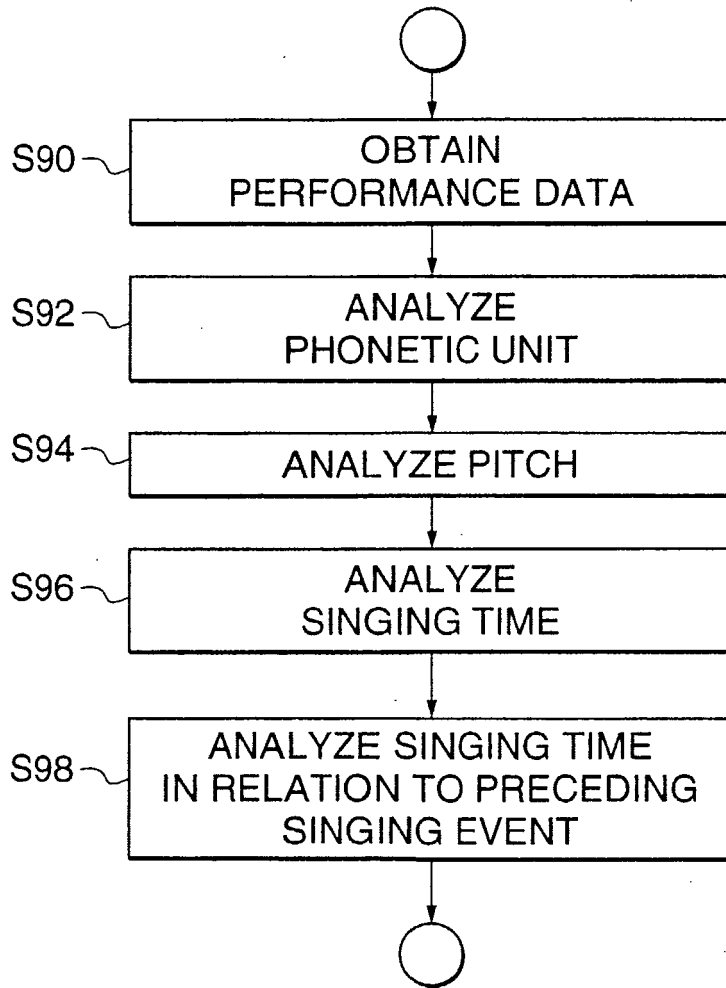 S90
OBTAIN
PERFORMANCE DATA
S92
ANALYZE
PHONETIC UNIT
S94
ANALYZE PITCH
S96
ANALYZE
SINGING TIME
S98
ANALYZE SINGING TIME
IN RELATION TO PRECEDING
SINGING EVENT